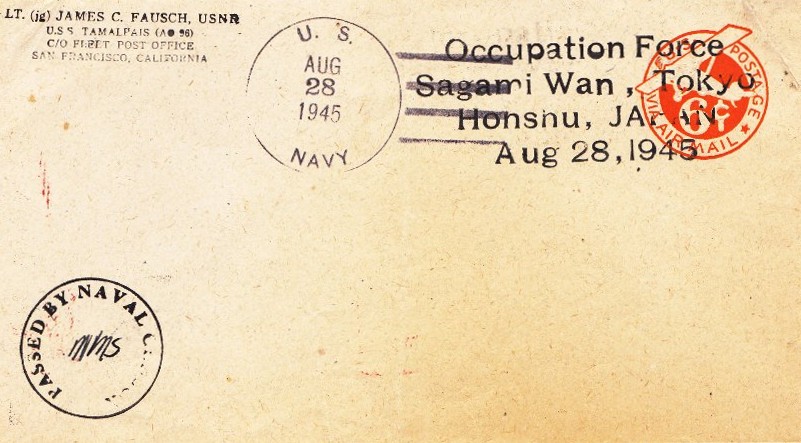 LT. (jg) JAMES C. FAUSCH, USNR
U.S.S. TAMALPAIS (AO 96)
C/O FLEET POST OFFICE
SAN FRANCISCO, CALIFORNIA
U. S.
AUG
28
1945
NAVY
Occupation Force
Sagami Wan, Tokyo
Honshu, JAPAN
Aug 28, 1945
POSTAGE
6¢
VIA AIR MAIL
PASSED BY NAVAL